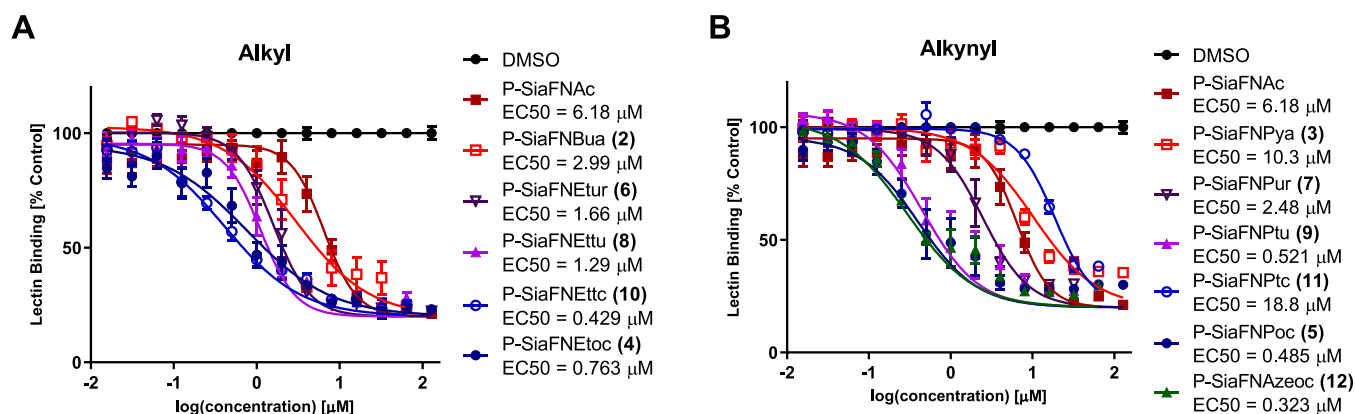 A
Alkyl
Lectin Binding [% Control]
100
50
0
-2
-1
0
1
2
log(concentration) [μM]
DMSO
P-SiaFNAc
EC50 = 6.18 μM
P-SiaFNBua (2)
EC50 = 2.99 μM
P-SiaFNEtur (6)
EC50 = 1.66 μM
P-SiaFNEttu (8)
EC50 = 1.29 μM
P-SiaFNEttc (10)
EC50 = 0.429 μM
P-SiaFNEtoc (4)
EC50 = 0.763 μM
B
Alkynyl
Lectin Binding [% Control]
100
50
0
-2
-1
0
1
2
log(concentration) [μM]
DMSO
P-SiaFNAc
EC50 = 6.18 μM
P-SiaFNPya (3)
EC50 = 10.3 μM
P-SiaFNPur (7)
EC50 = 2.48 μM
P-SiaFNPtu (9)
EC50 = 0.521 μM
P-SiaFNPtc (11)
EC50 = 18.8 μM
P-SiaFNPoc (5)
EC50 = 0.485 μM
P-SiaFNAzeoc (12)
EC50 = 0.323 μM